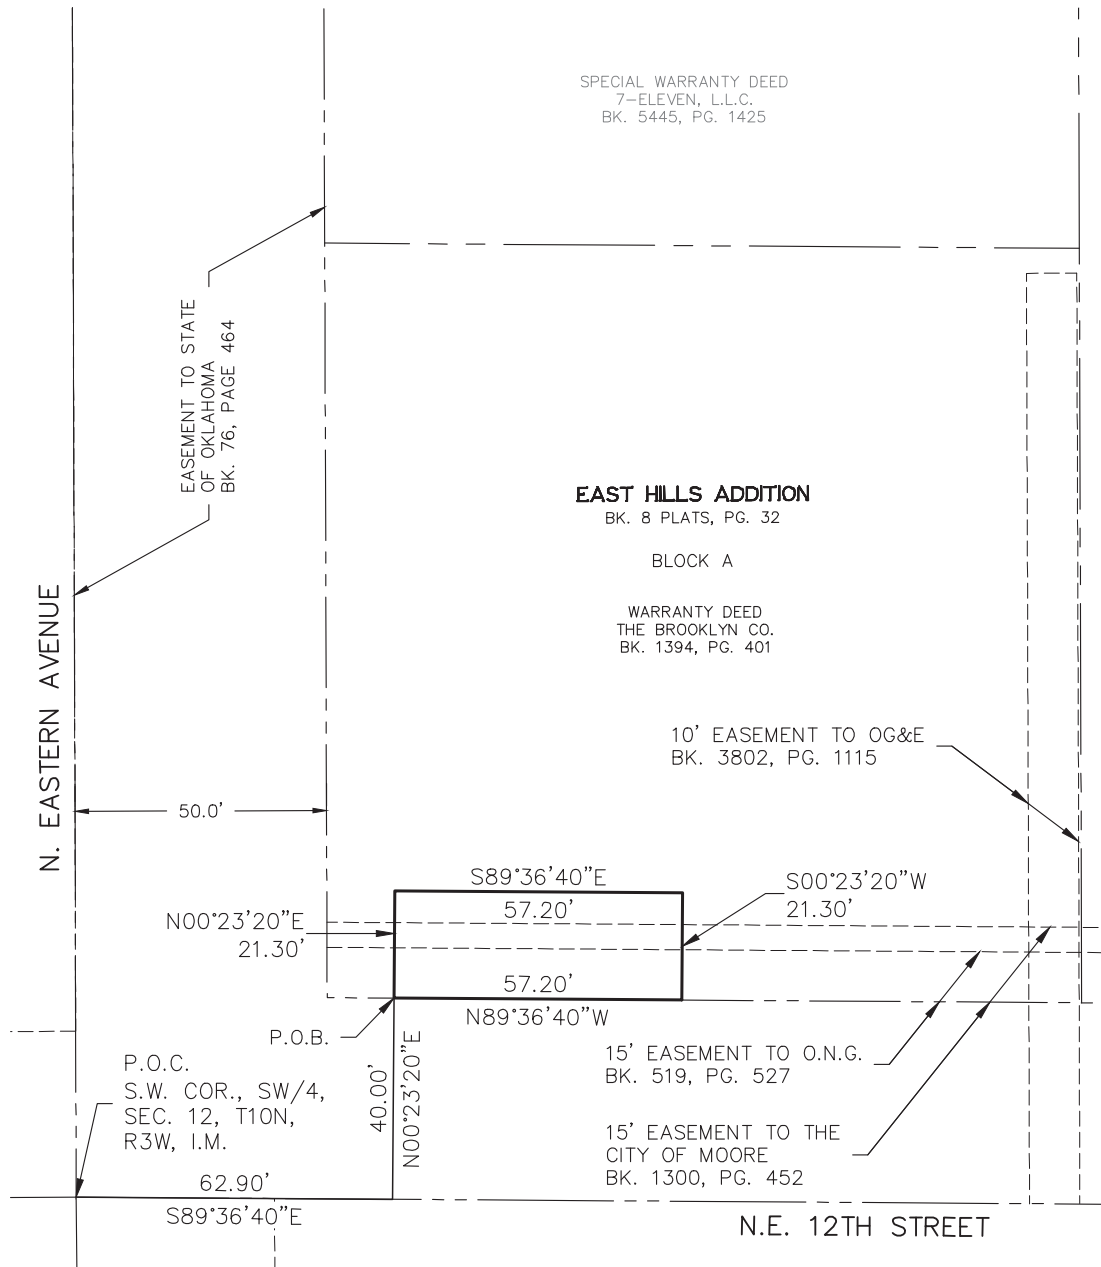 SPECIAL WARRANTY DEED
7-ELEVEN, L.L.C.
BK. 5445, PG. 1425
EASEMENT TO STATE
OF OKLAHOMA
BK. 76, PAGE 464
EAST HILLS ADDITION
BK. 8 PLATS, PG. 32
BLOCK A
WARRANTY DEED
THE BROOKLYN CO.
BK. 1394, PG. 401
N. EASTERN AVENUE
10' EASEMENT TO OG&E
BK. 3802, PG. 1115
50.0'
S89°36'40"E
57.20'
S00°23'20"W
21.30'
N00°23'20"E
21.30'
57.20'
N89°36'40"W
P.O.B.
40.00'
N00°23'20"E
P.O.C.
S.W. COR., SW/4,
SEC. 12, T10N,
R3W, I.M.
15' EASEMENT TO O.N.G.
BK. 519, PG. 527
15' EASEMENT TO THE
CITY OF MOORE
BK. 1300, PG. 452
62.90'
S89°36'40"E
N.E. 12TH STREET